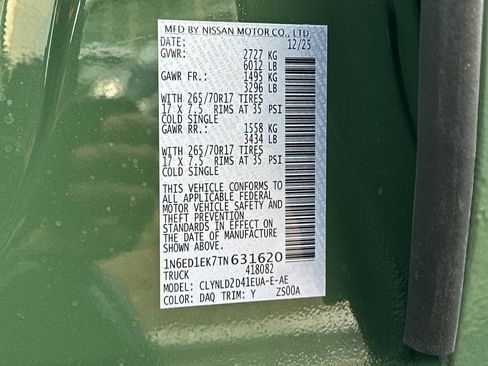 MFD BY NISSAN MOTOR CO., LTD.
DATE: 12/25
GVWR: 2727 KG
6012 LB
GAWR FR.: 1495 KG
3296 LB
WITH 265/70R17 TIRES
17 X 7.5 RIMS AT 35 PSI
COLD SINGLE
GAWR RR.: 1558 KG
3434 LB
WITH 265/70R17 TIRES
17 X 7.5 RIMS AT 35 PSI
COLD SINGLE
THIS VEHICLE CONFORMS TO
ALL APPLICABLE FEDERAL
MOTOR VEHICLE SAFETY AND
THEFT PREVENTION
STANDARDS IN EFFECT ON
THE DATE OF MANUFACTURE
SHOWN ABOVE.
1N6ED1EK7TN631620
TRUCK 418082
MODEL: CLYNLD2D41EUA-E-AE
COLOR: DAQ TRIM: Y ZS00A